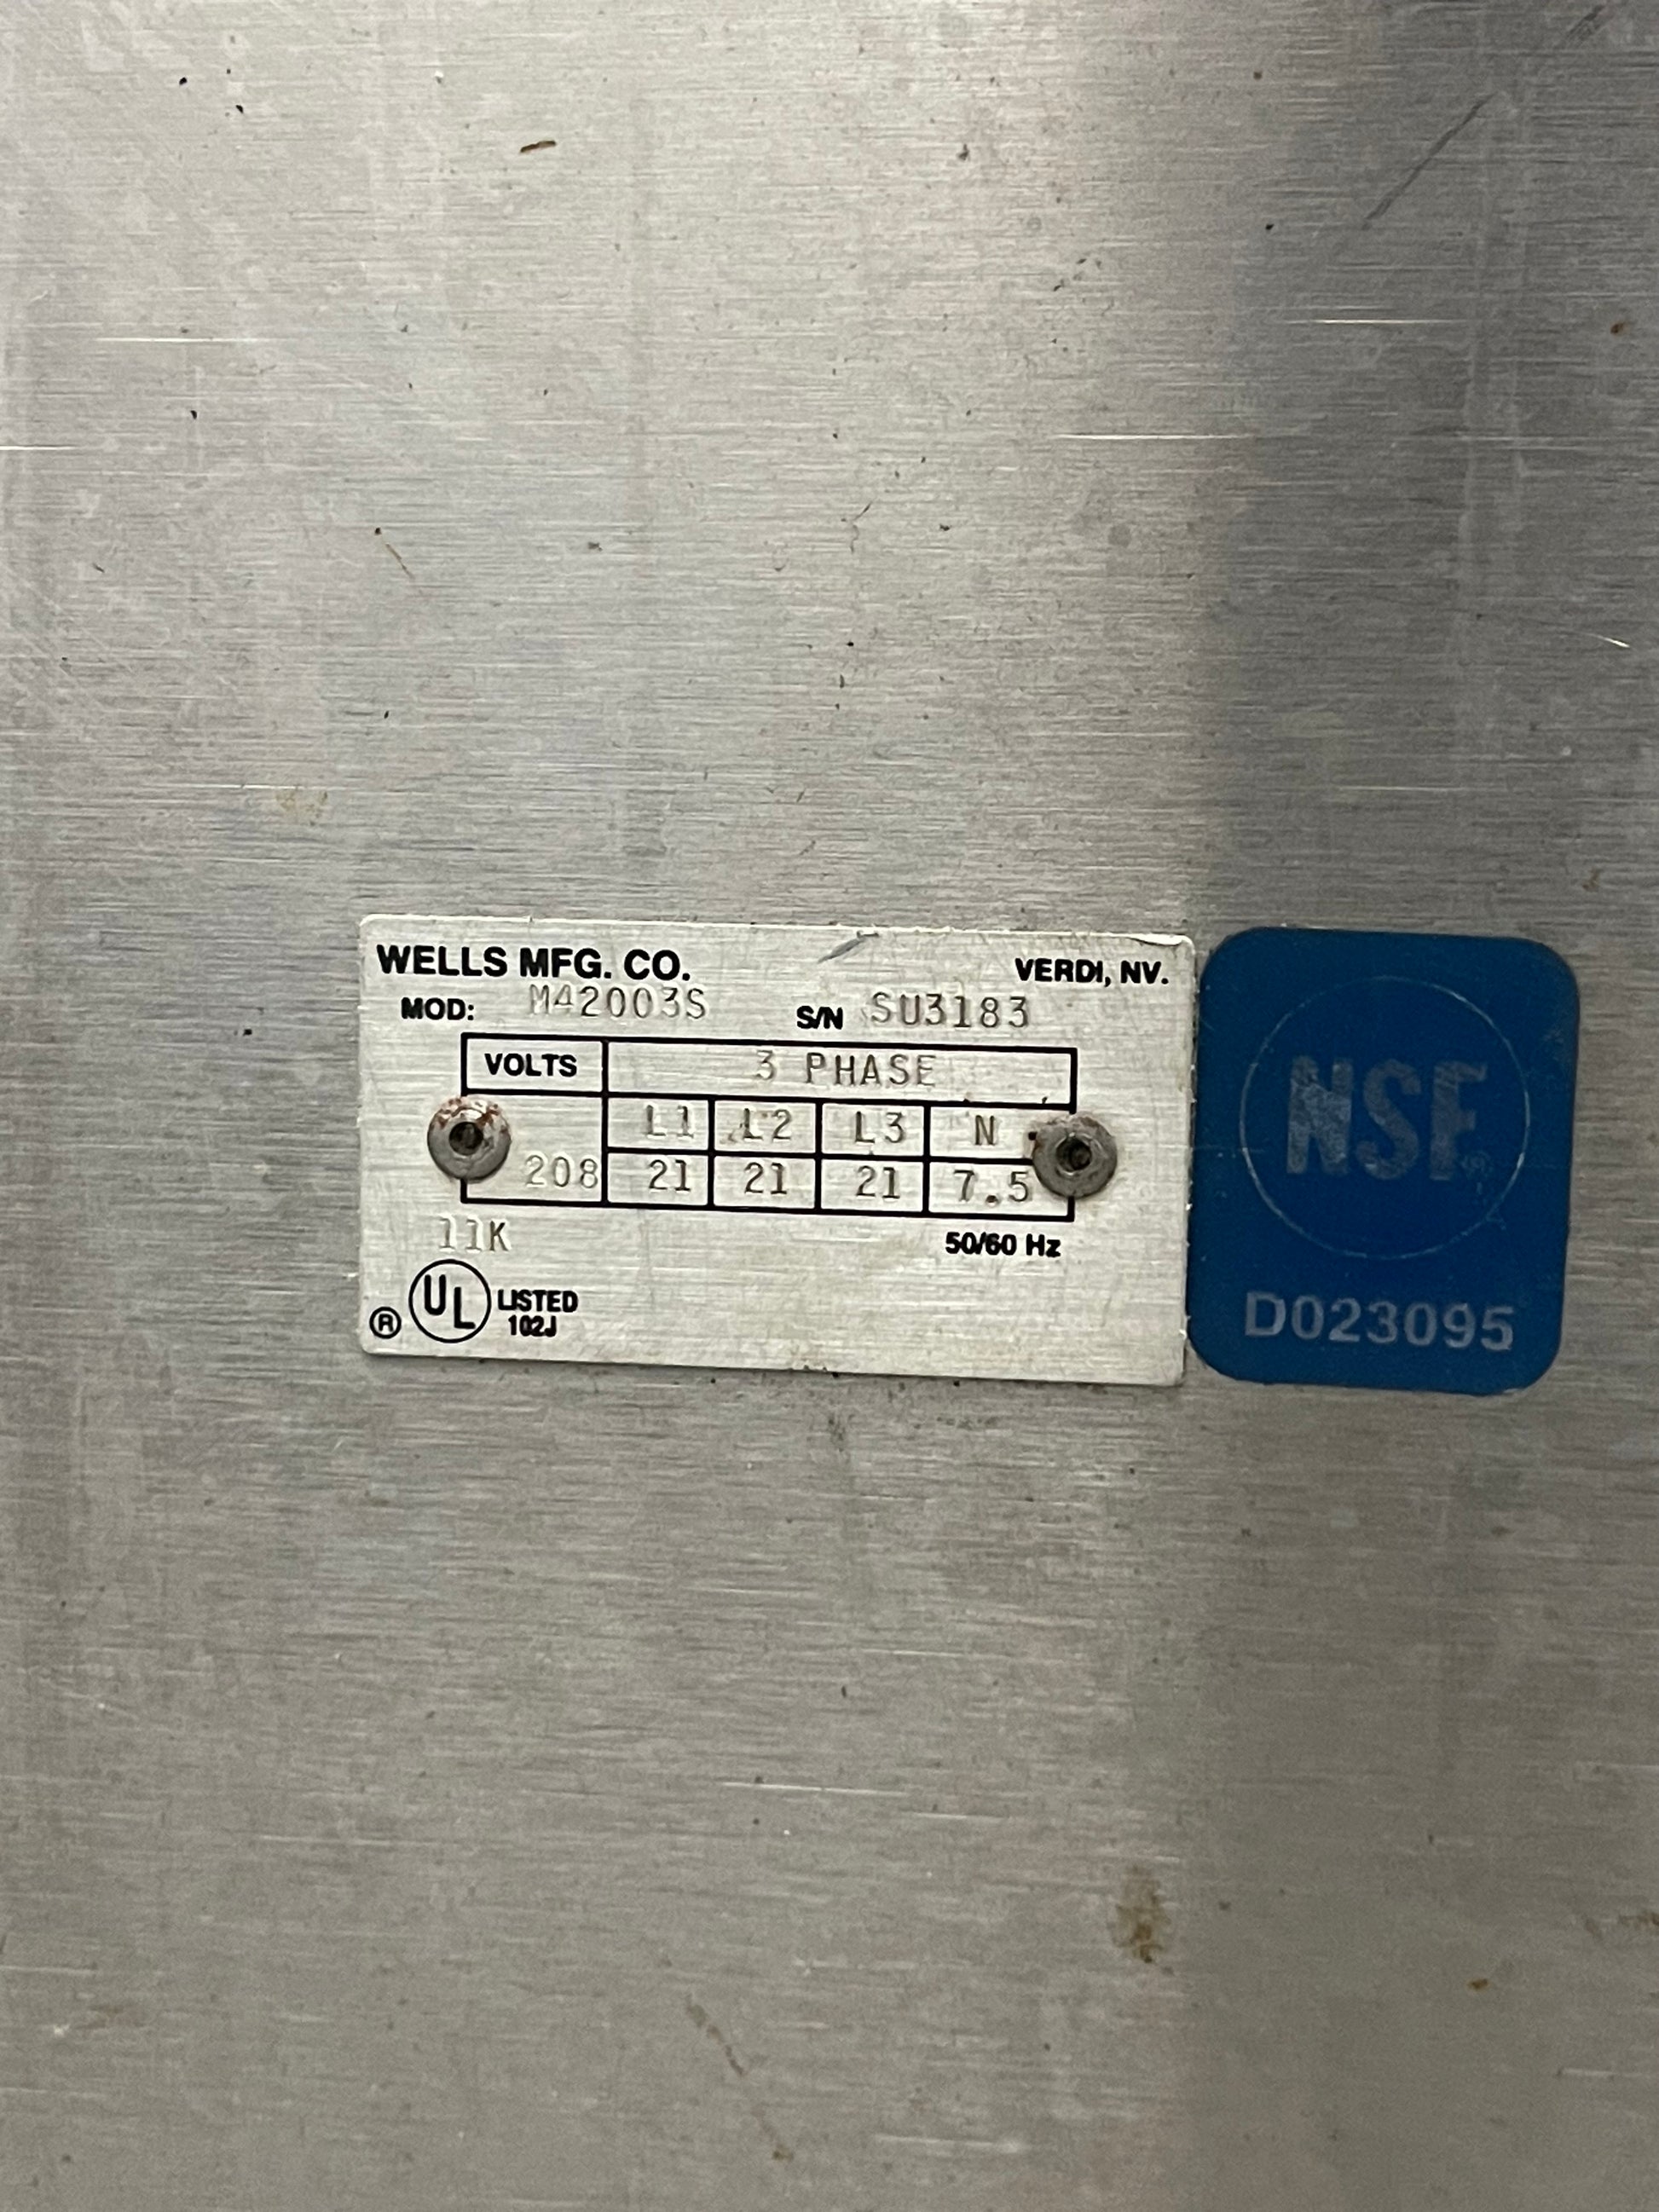 WELLS MFG. CO. VERDI, NV.
MOD: M42003S S/N SU3183
VOLTS 3 PHASE
L1 L2 L3 N
208 21 21 21 7.5
11K 50/60 Hz
® UL LISTED
102J
NSF®
D023095